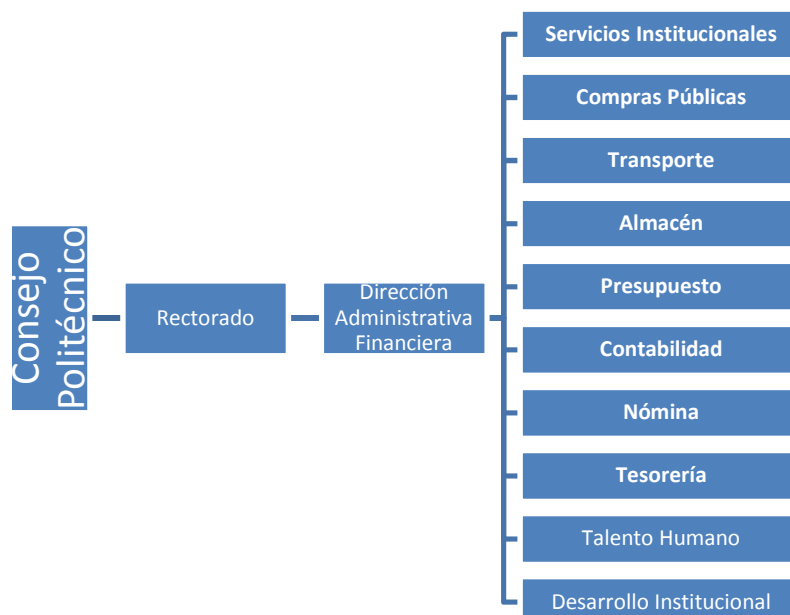 Consejo
Politécnico
Rectorado
Dirección
Administrativa
Financiera
Servicios Institucionales
Compras Públicas
Transporte
Almacén
Presupuesto
Contabilidad
Nómina
Tesorería
Talento Humano
Desarrollo Institucional